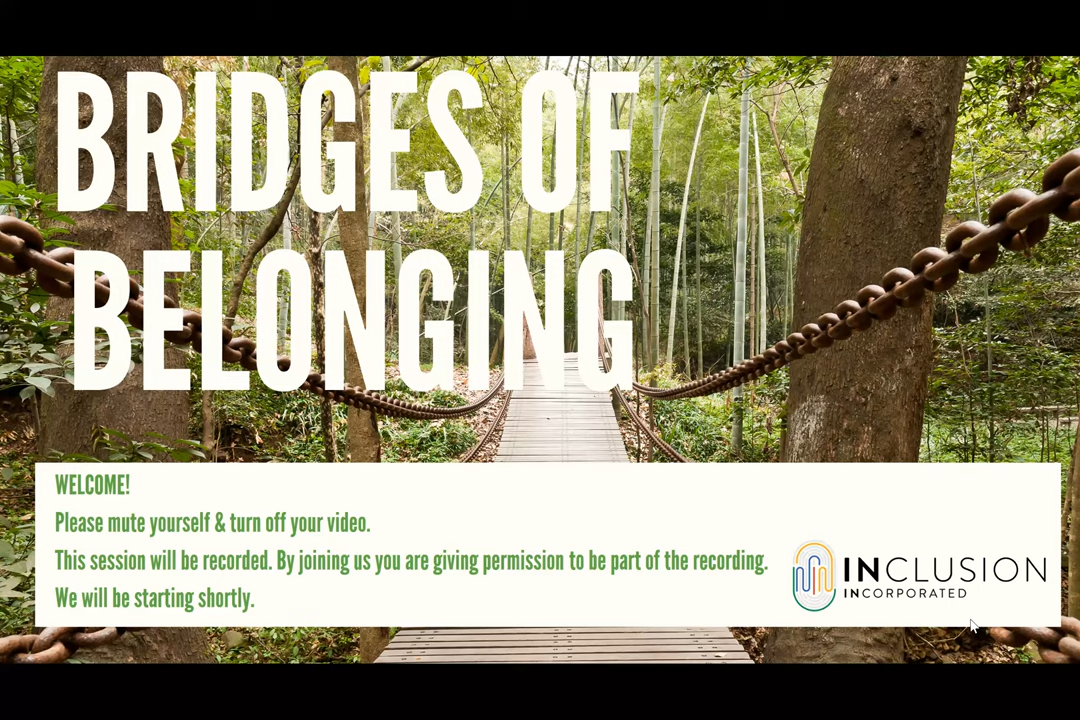 BRIDGES OF
BELONGING
WELCOME!
Please mute yourself & turn off your video.
This session will be recorded. By joining us you are giving permission to be part of the recording.
We will be starting shortly.
INCLUSION
INCORPORATED